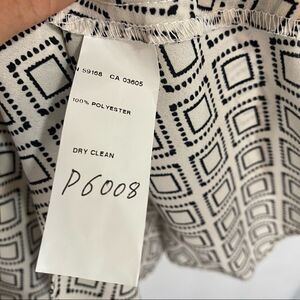 59168 CA 03605
100% POLYESTER
DRY CLEAN
P6008